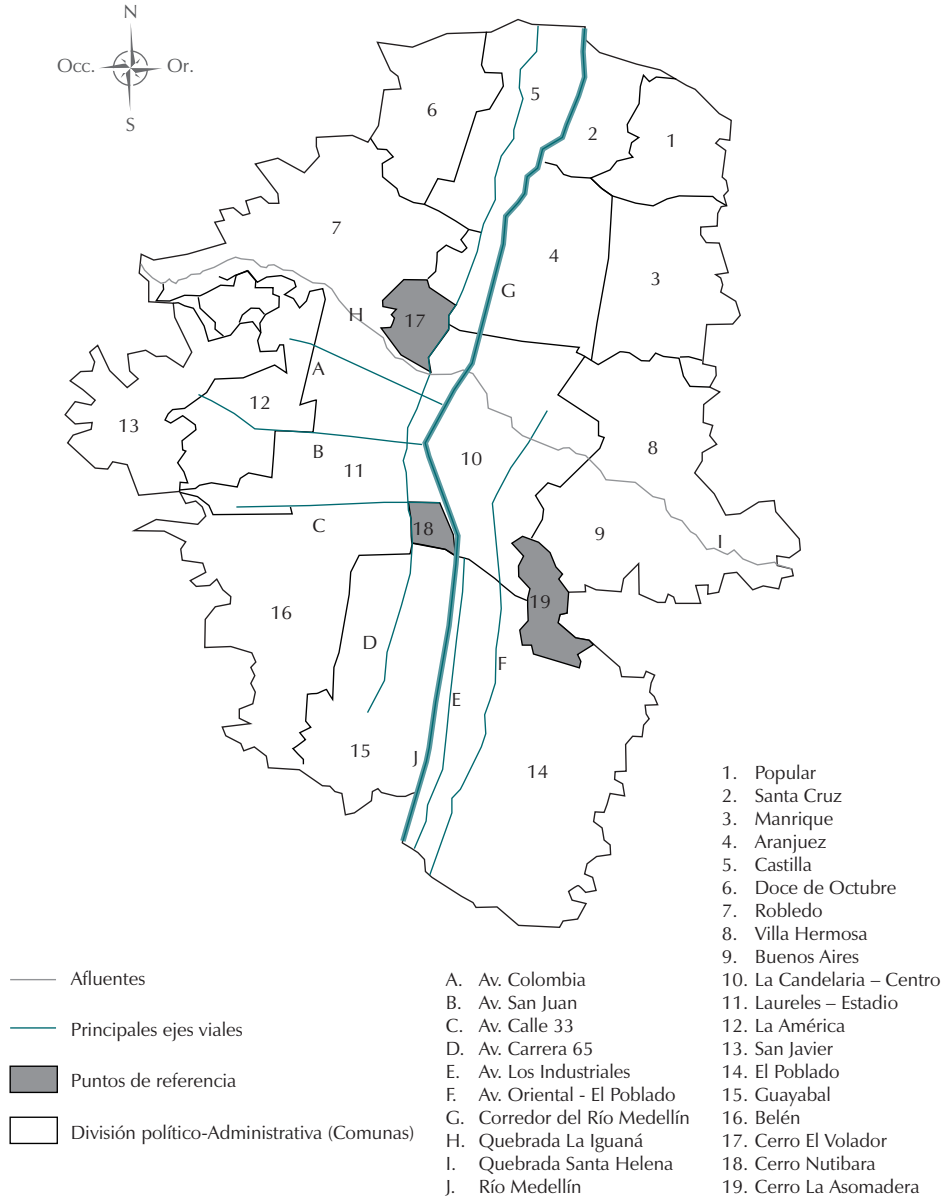 N
Occ. Or.
S
6
5
2
1
7
4
3
G
H
17
A
12
13
B
11
10
8
C
18
9
I
19
16
D
F
E
15
J
14
1. Popular
2. Santa Cruz
3. Manrique
4. Aranjuez
5. Castilla
6. Doce de Octubre
7. Robledo
8. Villa Hermosa
9. Buenos Aires
10. La Candelaria – Centro
11. Laureles – Estadio
12. La América
13. San Javier
14. El Poblado
15. Guayabal
16. Belén
17. Cerro El Volador
18. Cerro Nutibara
19. Cerro La Asomadera
A. Av. Colombia
B. Av. San Juan
C. Av. Calle 33
D. Av. Carrera 65
E. Av. Los Industriales
F. Av. Oriental - El Poblado
G. Corredor del Río Medellín
H. Quebrada La Iguaná
I. Quebrada Santa Helena
J. Río Medellín
Afluentes
Principales ejes viales
Puntos de referencia
División político-Administrativa (Comunas)